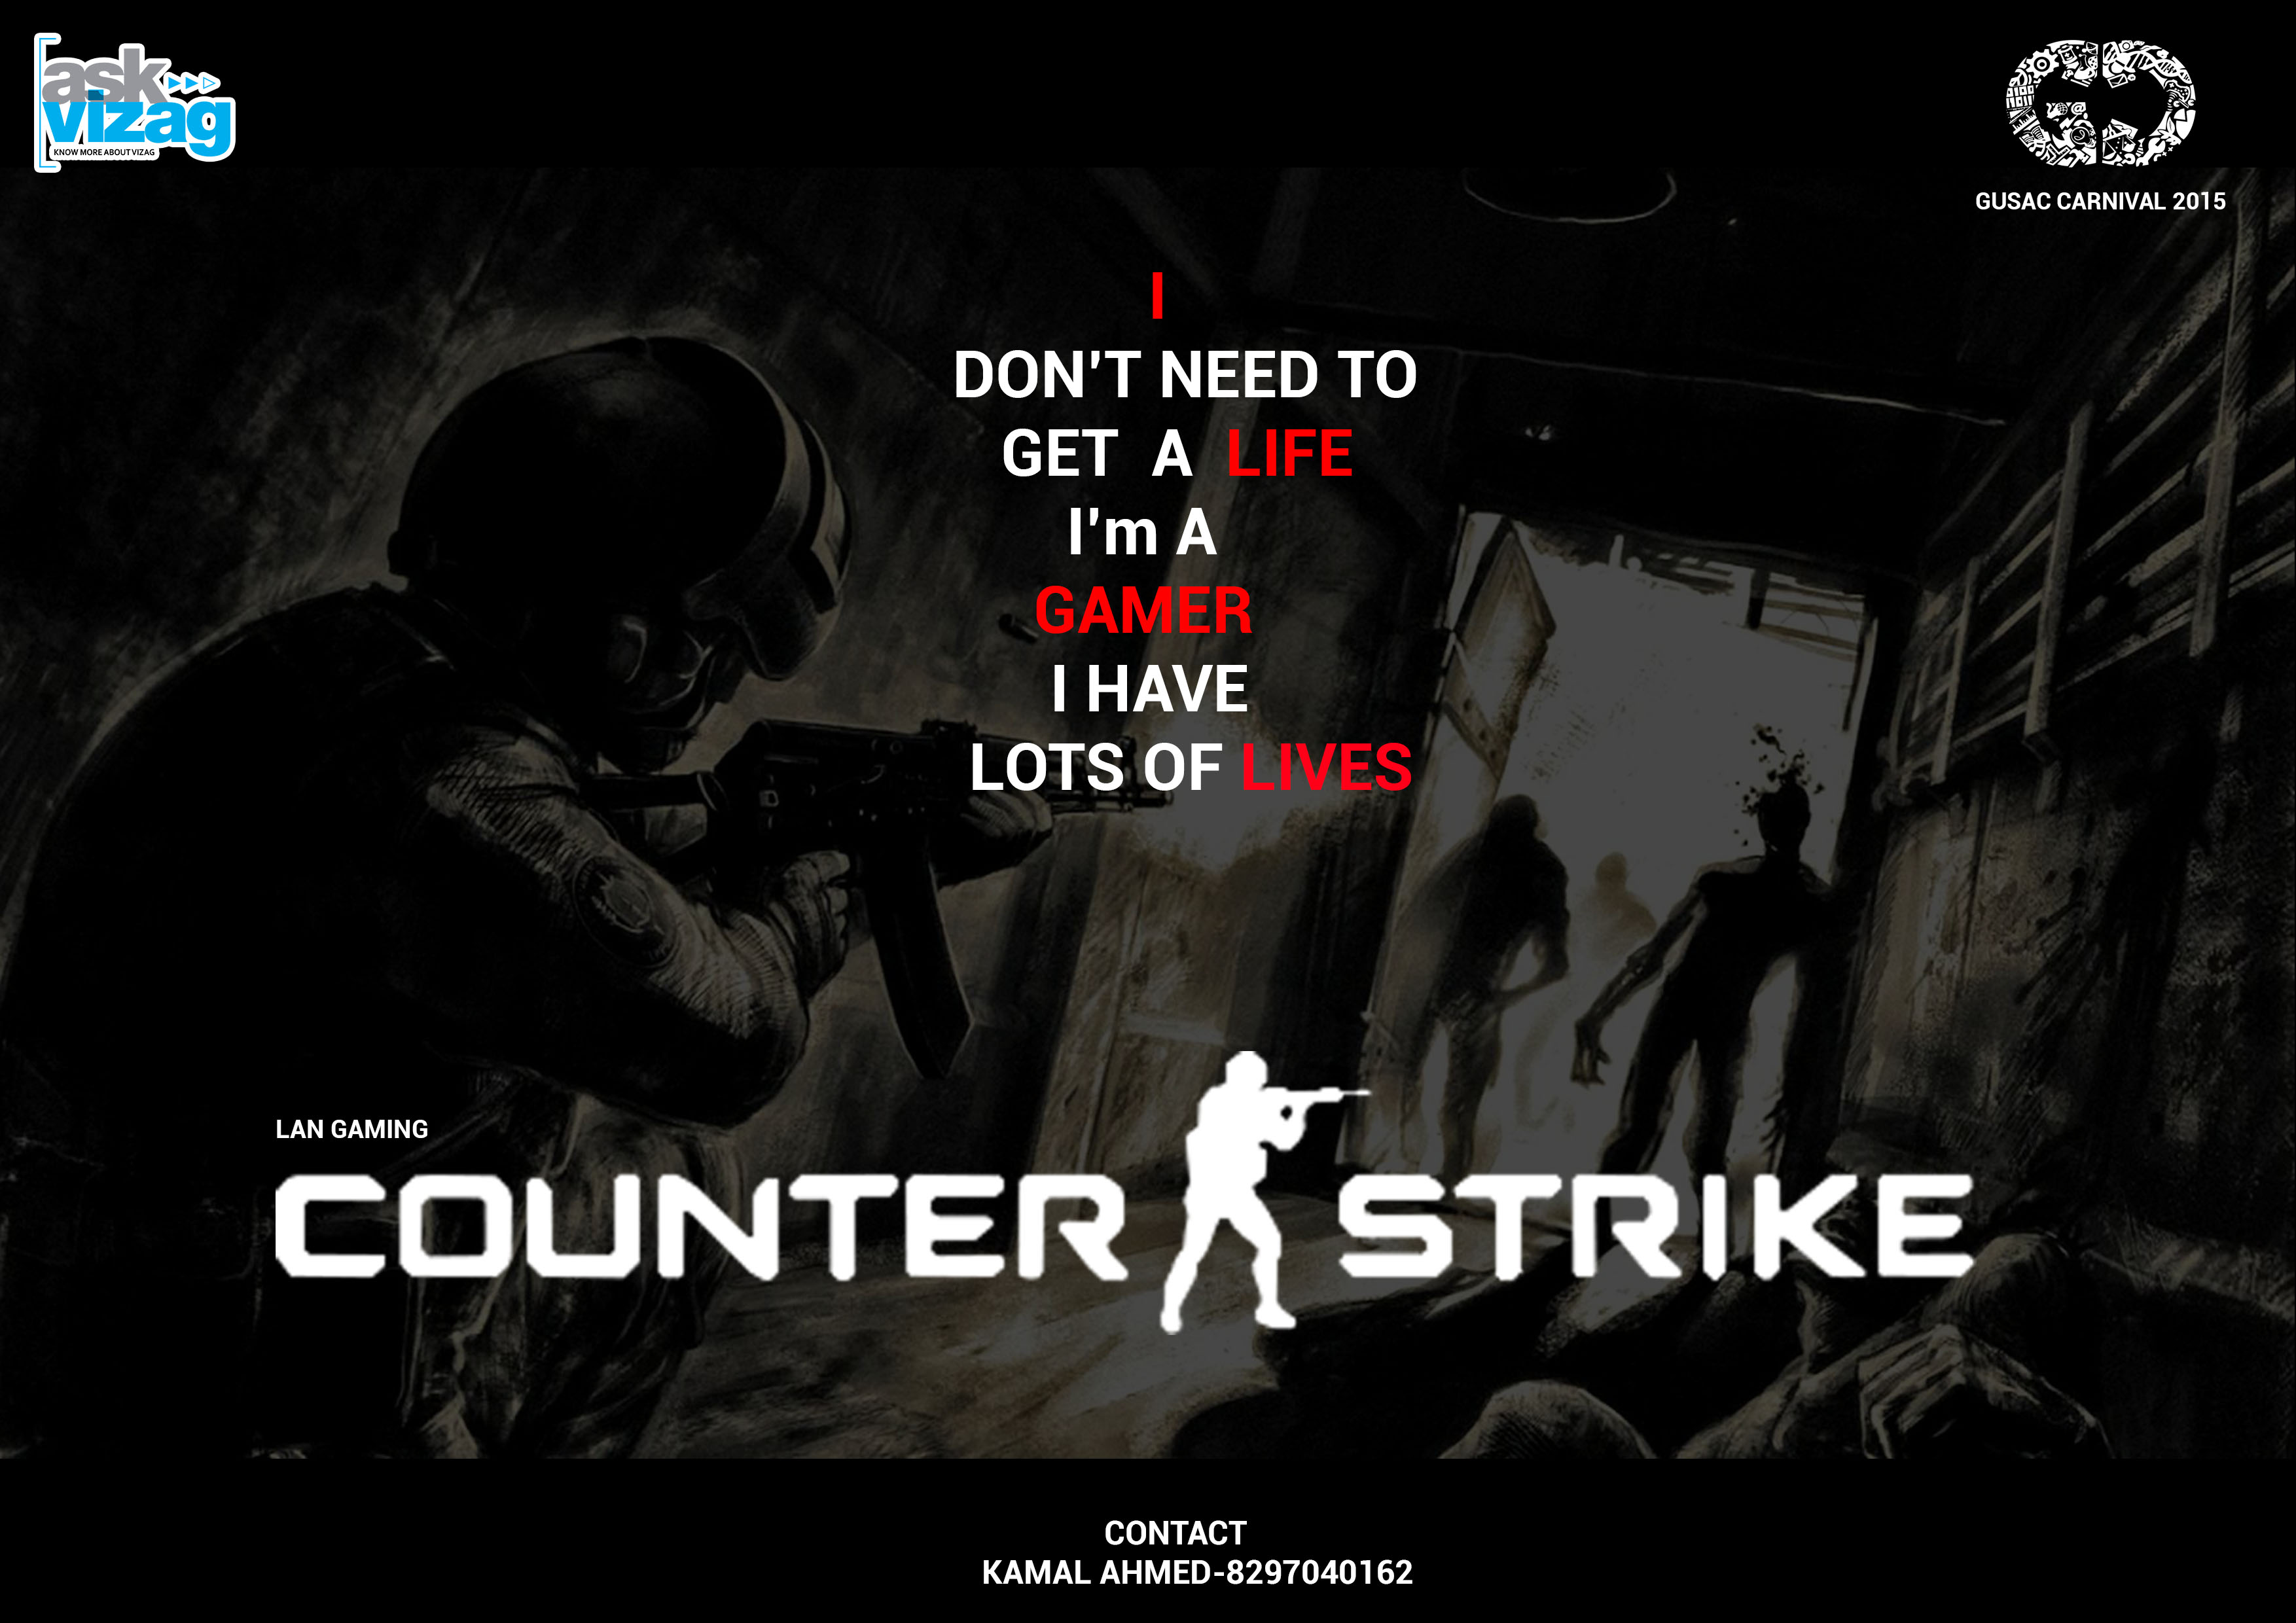 ask
vizag
KNOW MORE ABOUT VIZAG
GUSAC CARNIVAL 2015
I
DON'T NEED TO
GET A LIFE
I'm A
GAMER
I HAVE
LOTS OF LIVES
LAN GAMING
COUNTER STRIKE
CONTACT
KAMAL AHMED-8297040162